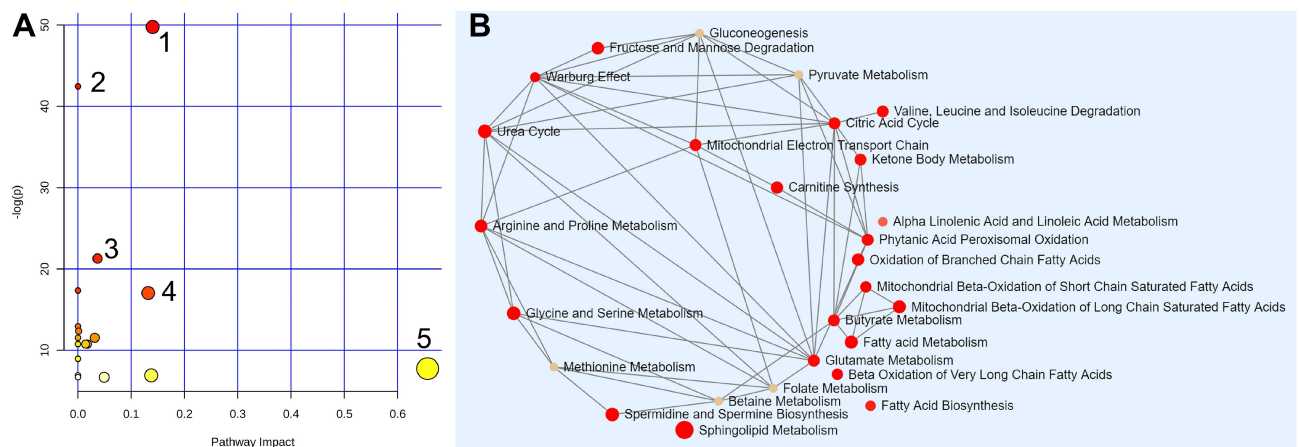 A
50
40
30
20
10
-log(p)
1
2
3
4
5
0.0 0.1 0.2 0.3 0.4 0.5 0.6
Pathway Impact
B
Gluconeogenesis
Fructose and Mannose Degradation
Warburg Effect
Pyruvate Metabolism
Valine, Leucine and Isoleucine Degradation
Citric Acid Cycle
Urea Cycle
Mitochondrial Electron Transport Chain
Ketone Body Metabolism
Carnitine Synthesis
Alpha Linolenic Acid and Linoleic Acid Metabolism
Arginine and Proline Metabolism
Phytanic Acid Peroxisomal Oxidation
Oxidation of Branched Chain Fatty Acids
Mitochondrial Beta-Oxidation of Short Chain Saturated Fatty Acids
Mitochondrial Beta-Oxidation of Long Chain Saturated Fatty Acids
Glycine and Serine Metabolism
Butyrate Metabolism
Fatty acid Metabolism
Glutamate Metabolism
Methionine Metabolism
Beta Oxidation of Very Long Chain Fatty Acids
Folate Metabolism
Betaine Metabolism
Fatty Acid Biosynthesis
Spermidine and Spermine Biosynthesis
Sphingolipid Metabolism